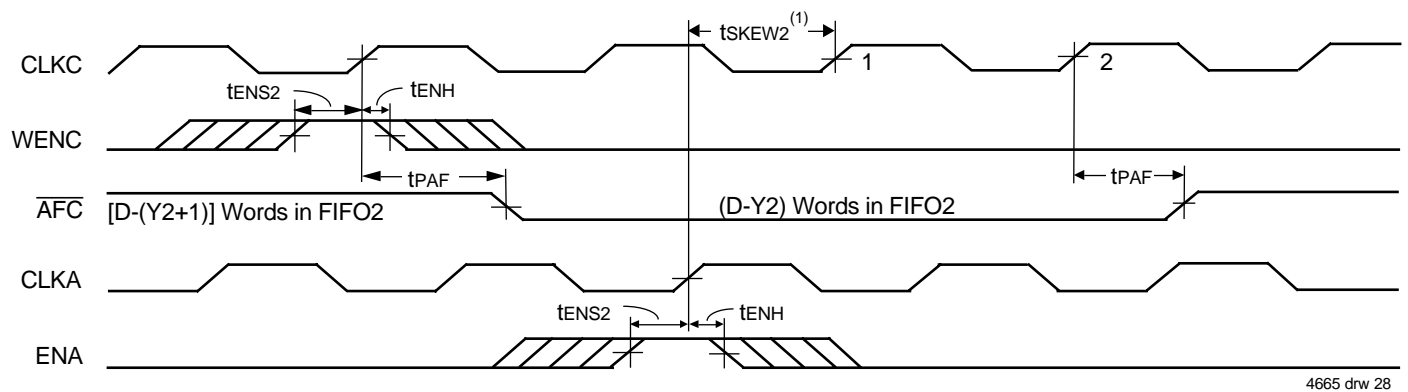 tSKEW2(1)
CLKC
1
2
tENS2
tENH
WENC
tPAF
tPAF
AFC
[D-(Y2+1)] Words in FIFO2
(D-Y2) Words in FIFO2
CLKA
tENS2
tENH
ENA
4665 drw 28